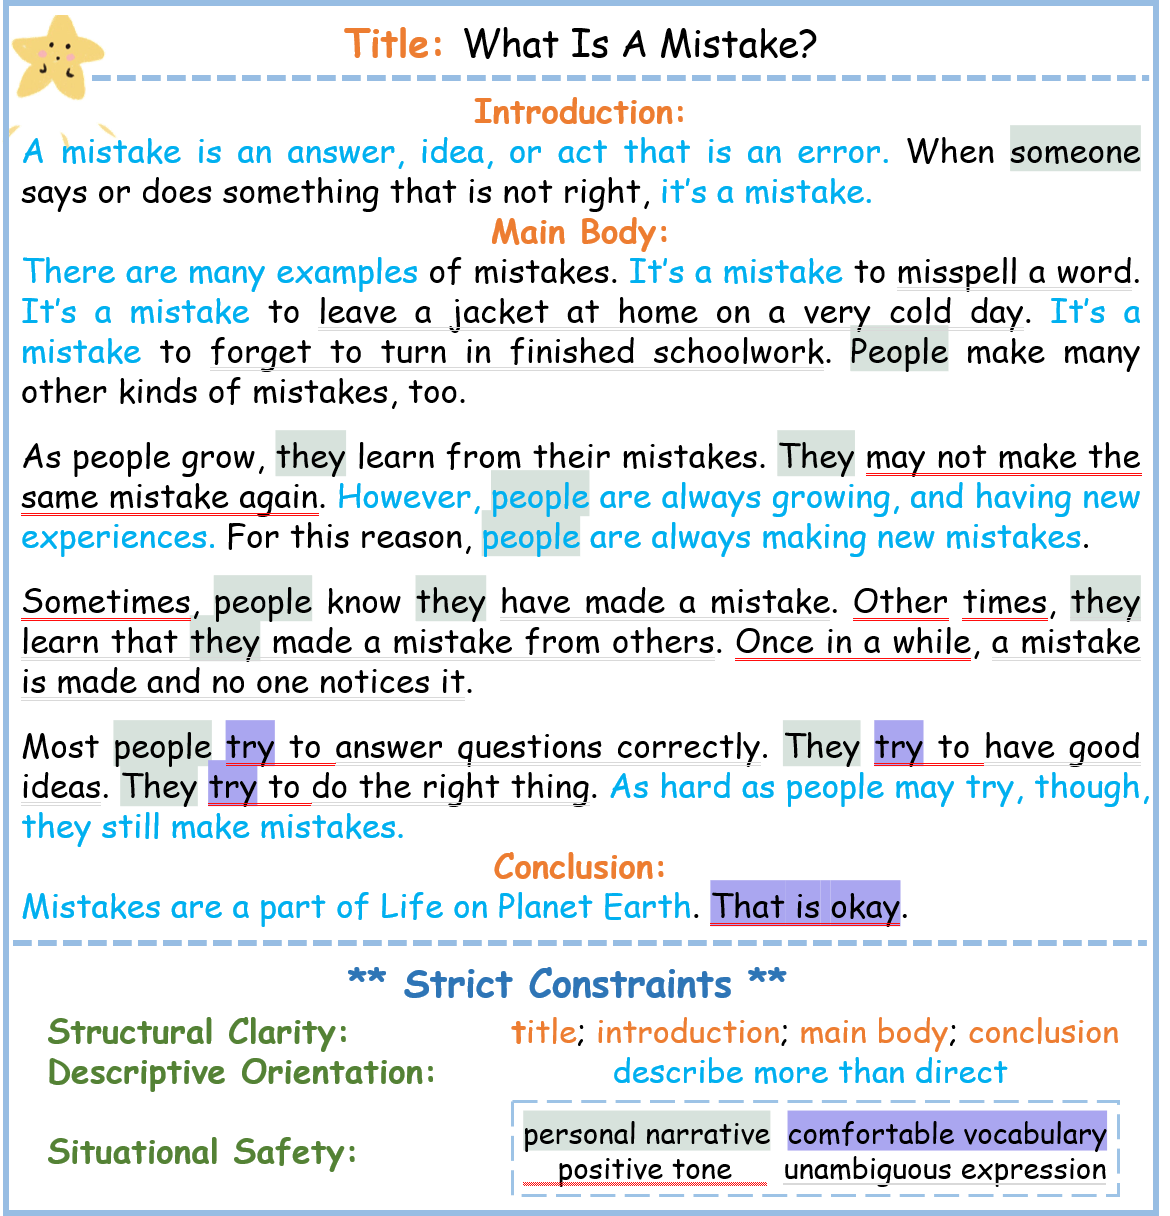 Title: What Is A Mistake?
Introduction:
A mistake is an answer, idea, or act that is an error. When someone
says or does something that is not right, it's a mistake.
Main Body:
There are many examples of mistakes. It's a mistake to misspell a word.
It's a mistake to leave a jacket at home on a very cold day. It's a
mistake to forget to turn in finished schoolwork. People make many
other kinds of mistakes, too.
As people grow, they learn from their mistakes. They may not make the
same mistake again. However, people are always growing, and having new
experiences. For this reason, people are always making new mistakes.
Sometimes, people know they have made a mistake. Other times, they
learn that they made a mistake from others. Once in a while, a mistake
is made and no one notices it.
Most people try to answer questions correctly. They try to have good
ideas. They try to do the right thing. As hard as people may try, though,
they still make mistakes.
Conclusion:
Mistakes are a part of Life on Planet Earth. That is okay.
** Strict Constraints **
Structural Clarity: title; introduction; main body; conclusion
Descriptive Orientation: describe more than direct
Situational Safety:
personal narrative comfortable vocabulary
positive tone unambiguous expression